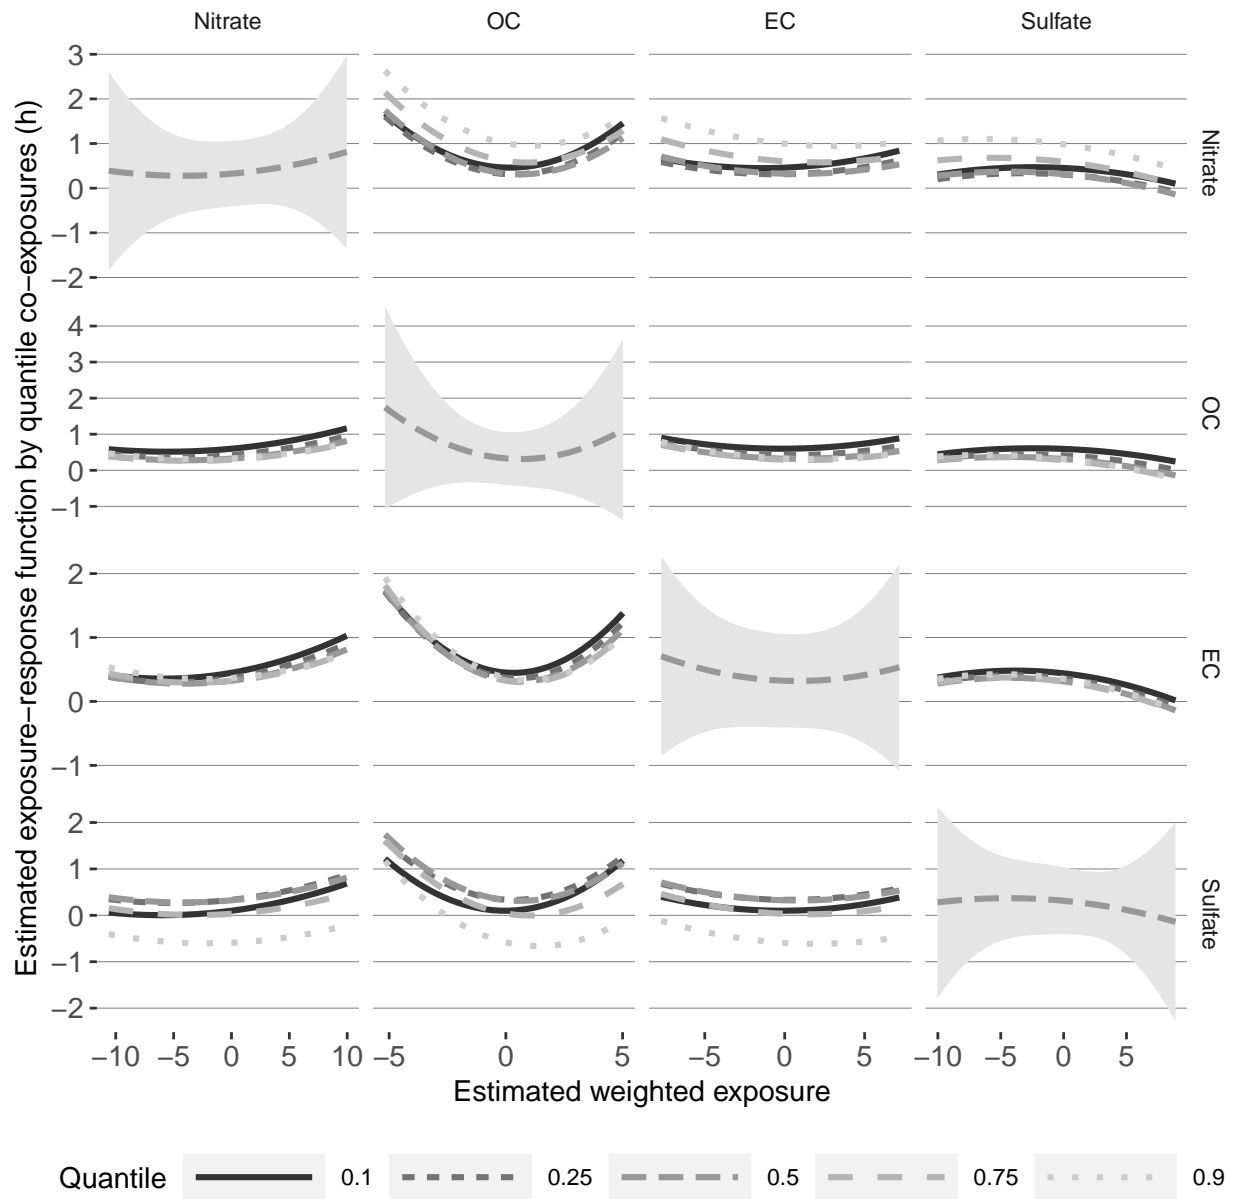 Nitrate OC EC Sulfate
Estimated exposure−response function by quantile co−exposures (h)
3
2
1
0
−1
−2
Nitrate
4
3
2
1
0
−1
OC
2
1
0
−1
EC
2
1
0
−1
−2
Sulfate
−10 −5 0 5 10 −5 0 5 −5 0 5 −10 −5 0 5
Estimated weighted exposure
Quantile 0.1 0.25 0.5 0.75 0.9